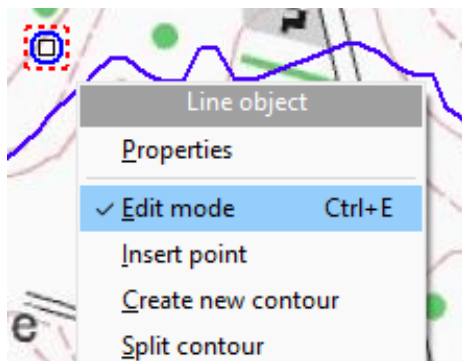 Line object
Properties
Edit mode Ctrl+E
Insert point
Create new contour
e
Split contour